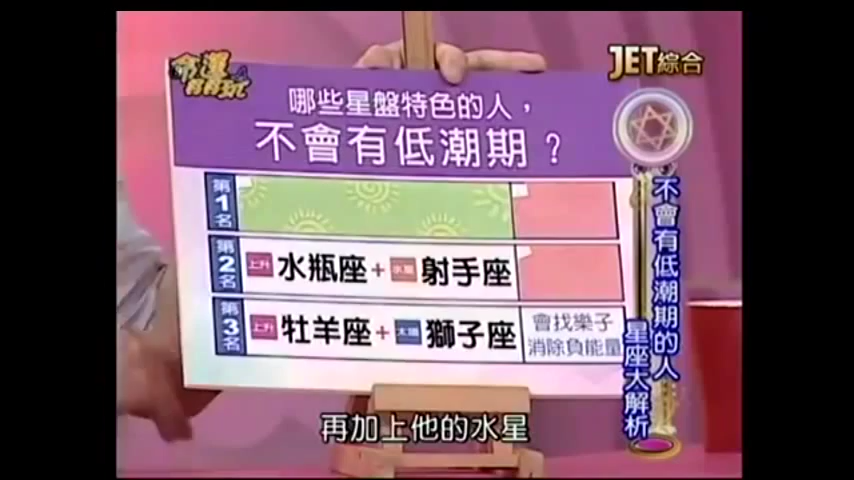 命運好好玩
JET綜合
哪些星盤特色的人，
不會有低潮期？
第1名
第2名 上升 水瓶座+水星 射手座
第3名 上升 牡羊座+太陽 獅子座 會找樂子
消除負能量
不會有低潮期的人
星座大解析
再加上他的水星